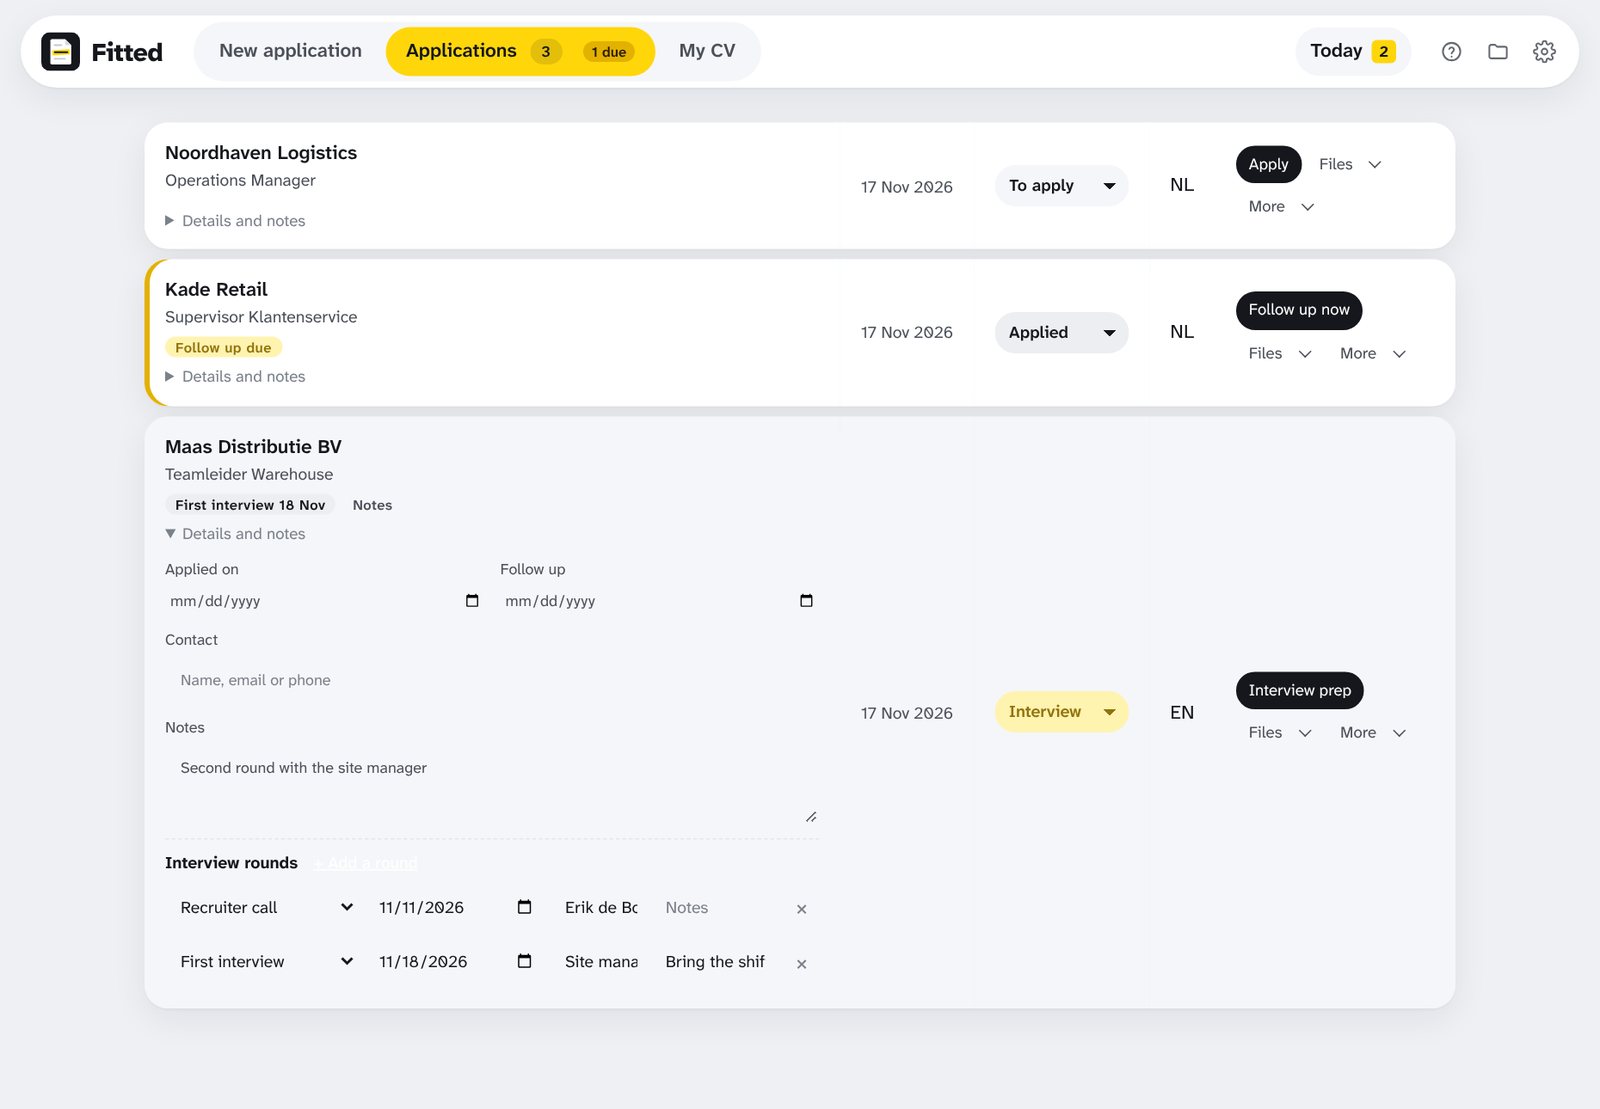 Fitted
New application
Applications 3 1 due
My CV
Today 2
Noordhaven Logistics
Operations Manager
Details and notes
17 Nov 2026
To apply
NL
Apply
Files
More
Kade Retail
Supervisor Klantenservice
Follow up due
Details and notes
17 Nov 2026
Applied
NL
Follow up now
Files
More
Maas Distributie BV
Teamleider Warehouse
First interview 18 Nov
Notes
Details and notes
Applied on
Follow up
mm/dd/yyyy
mm/dd/yyyy
Contact
Name, email or phone
Notes
Second round with the site manager
17 Nov 2026
Interview
EN
Interview prep
Files
More
Interview rounds
+ Add a round
Recruiter call
11/11/2026
Erik de Bo
Notes
First interview
11/18/2026
Site mana
Bring the shif